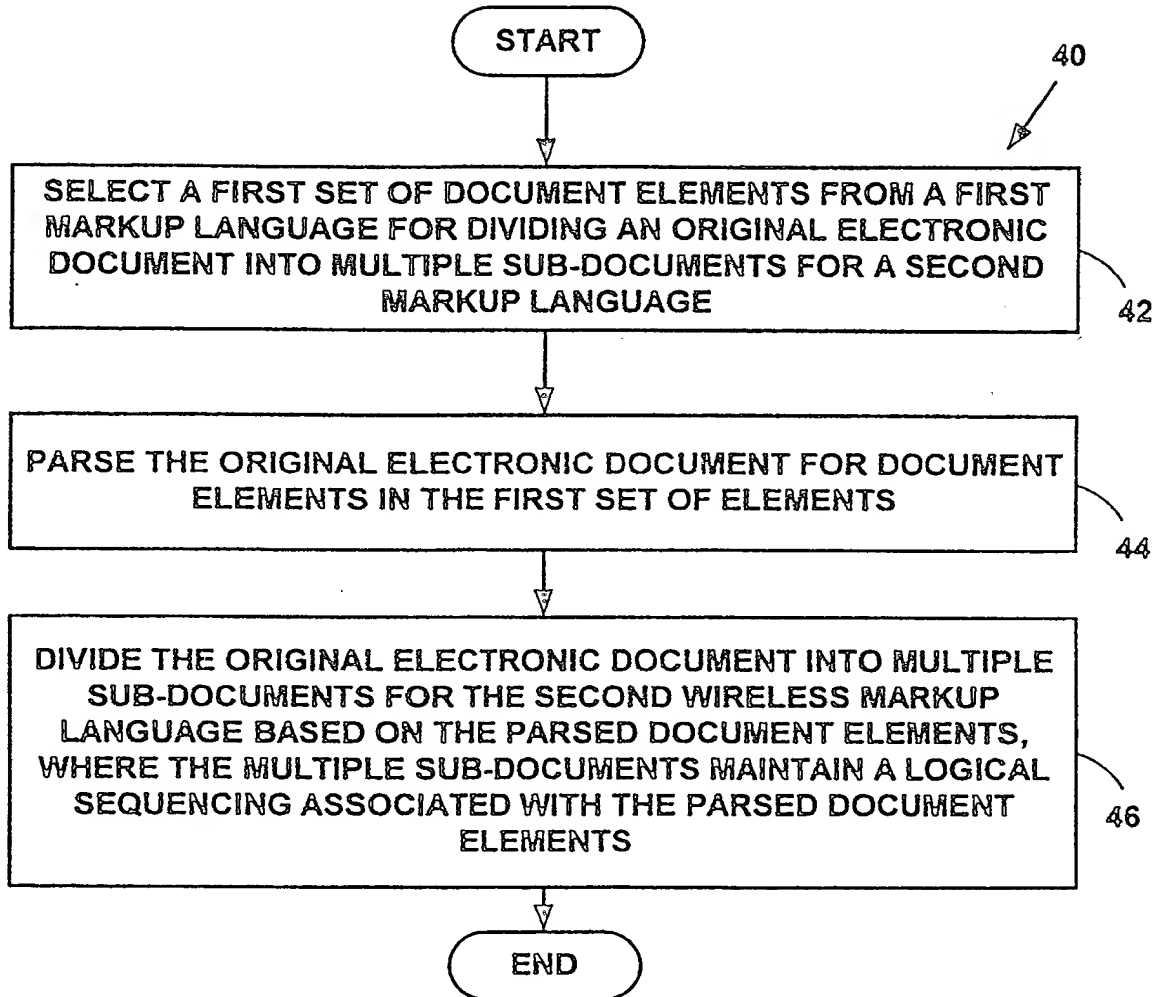 START
40
SELECT A FIRST SET OF DOCUMENT ELEMENTS FROM A FIRST
MARKUP LANGUAGE FOR DIVIDING AN ORIGINAL ELECTRONIC
DOCUMENT INTO MULTIPLE SUB-DOCUMENTS FOR A SECOND
MARKUP LANGUAGE
42
PARSE THE ORIGINAL ELECTRONIC DOCUMENT FOR DOCUMENT
ELEMENTS IN THE FIRST SET OF ELEMENTS
44
DIVIDE THE ORIGINAL ELECTRONIC DOCUMENT INTO MULTIPLE
SUB-DOCUMENTS FOR THE SECOND WIRELESS MARKUP
LANGUAGE BASED ON THE PARSED DOCUMENT ELEMENTS,
WHERE THE MULTIPLE SUB-DOCUMENTS MAINTAIN A LOGICAL
SEQUENCING ASSOCIATED WITH THE PARSED DOCUMENT
ELEMENTS
46
END